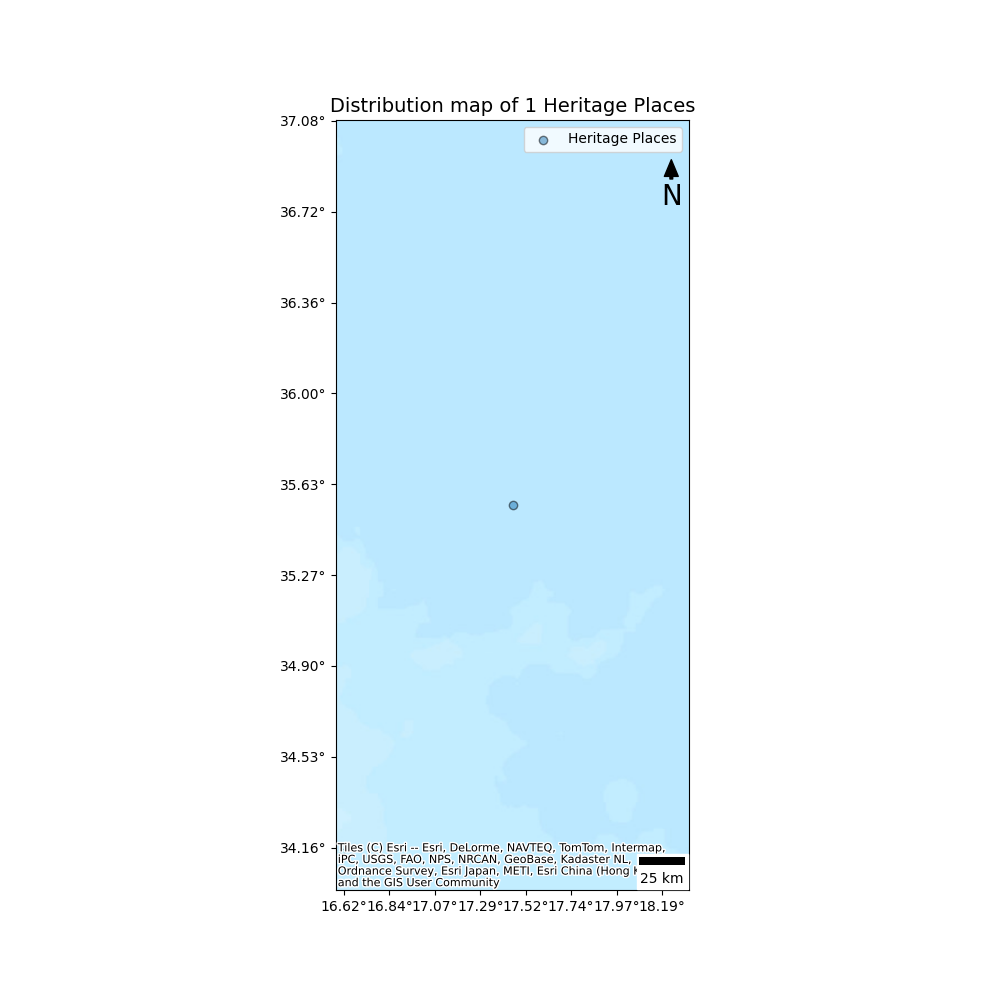 Distribution map of 1 Heritage Places
37.08°
Heritage Places
N
36.72°
36.36°
36.00°
35.63°
35.27°
34.90°
34.53°
34.16°
Tiles (C) Esri -- Esri, DeLorme, NAVTEQ, TomTom, Intermap,
iPC, USGS, FAO, NPS, NRCAN, GeoBase, Kadaster NL,
Ordnance Survey, Esri Japan, METI, Esri China (Hong
and the GIS User Community
25 km
16.62° 16.84° 17.07° 17.29° 17.52° 17.74° 17.97° 18.19°